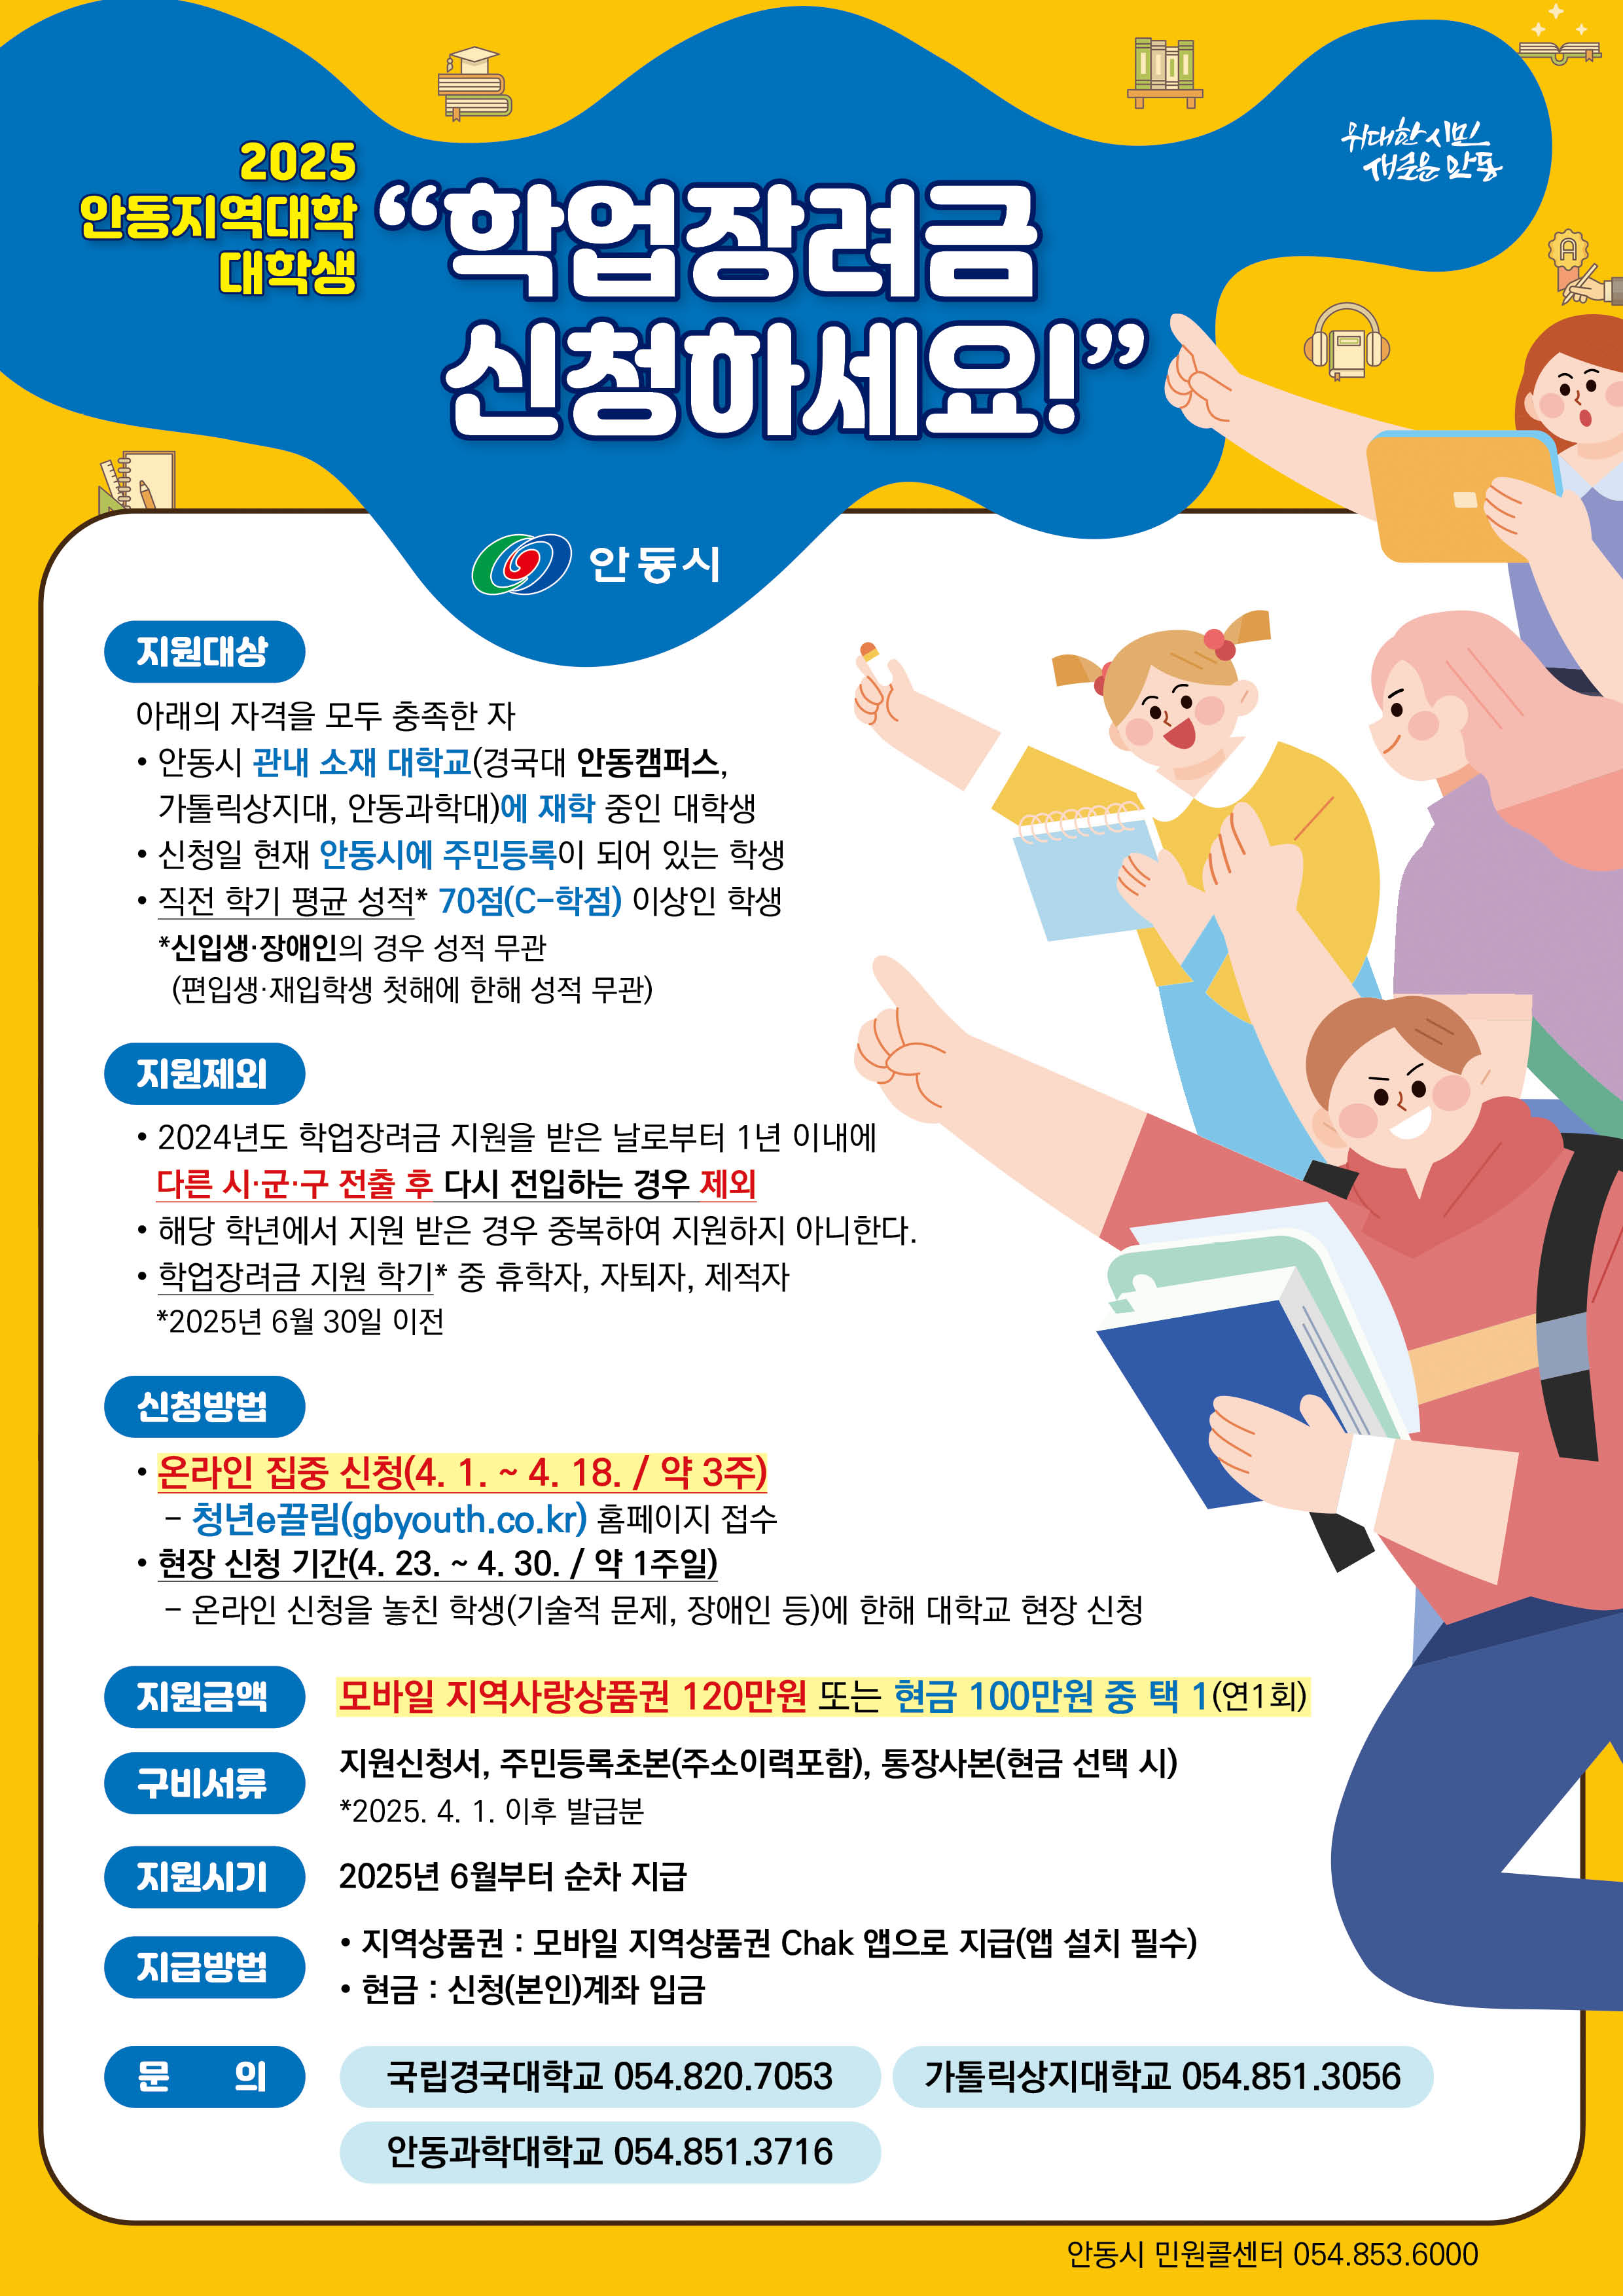 2025
안동지역대학
대학생
“학업장려금
신청하세요!”
위대한 시민
새로운 안동
안동시
지원대상
아래의 자격을 모두 충족한 자
• 안동시 관내 소재 대학교(경국대 안동캠퍼스,
가톨릭상지대, 안동과학대)에 재학 중인 대학생
• 신청일 현재 안동시에 주민등록이 되어 있는 학생
• 직전 학기 평균 성적* 70점(C-학점) 이상인 학생
*신입생·장애인의 경우 성적 무관
(편입생·재입학생 첫해에 한해 성적 무관)
지원제외
• 2024년도 학업장려금 지원을 받은 날로부터 1년 이내에
다른 시·군·구 전출 후 다시 전입하는 경우 제외
• 해당 학년에서 지원 받은 경우 중복하여 지원하지 아니한다.
• 학업장려금 지원 학기* 중 휴학자, 자퇴자, 제적자
*2025년 6월 30일 이전
신청방법
• 온라인 집중 신청(4. 1. ~ 4. 18. / 약 3주)
- 청년e끌림(gbyouth.co.kr) 홈페이지 접수
• 현장 신청 기간(4. 23. ~ 4. 30. / 약 1주일)
- 온라인 신청을 놓친 학생(기술적 문제, 장애인 등)에 한해 대학교 현장 신청
지원금액 모바일 지역사랑상품권 120만원 또는 현금 100만원 중 택 1(연1회)
구비서류 지원신청서, 주민등록초본(주소이력포함), 통장사본(현금 선택 시)
*2025. 4. 1. 이후 발급분
지원시기 2025년 6월부터 순차 지급
지급방법 • 지역상품권 : 모바일 지역상품권 Chak 앱으로 지급(앱 설치 필수)
• 현금 : 신청(본인)계좌 입금
문 의 국립경국대학교 054.820.7053 가톨릭상지대학교 054.851.3056
안동과학대학교 054.851.3716
안동시 민원콜센터 054.853.6000
A